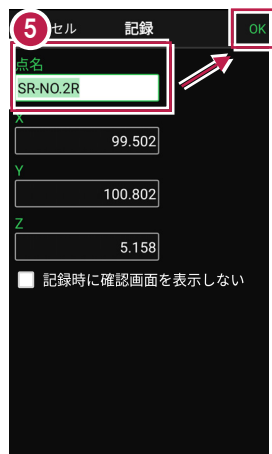 5 セル 記録 OK
点名
SR-NO.2R
X
99.502
Y
100.802
Z
5.158
記録時に確認画面を表示しない